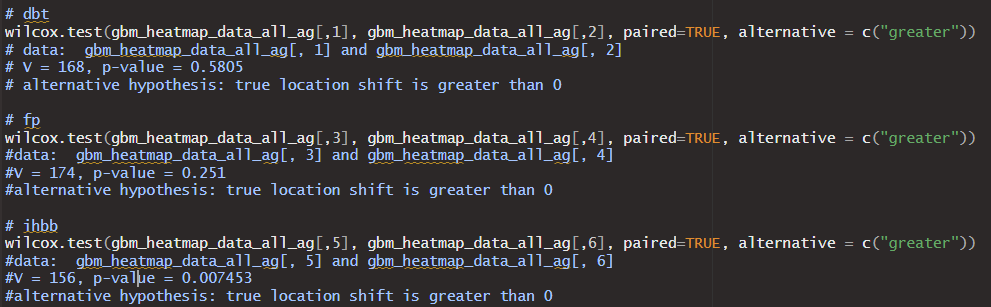 # dbt
wilcox.test(gbm_heatmap_data_all_ag[,1], gbm_heatmap_data_all_ag[,2], paired=TRUE, alternative = c("greater"))
# data:  gbm_heatmap_data_all_ag[, 1] and gbm_heatmap_data_all_ag[, 2]
# V = 168, p-value = 0.5805
# alternative hypothesis: true location shift is greater than 0
# fp
wilcox.test(gbm_heatmap_data_all_ag[,3], gbm_heatmap_data_all_ag[,4], paired=TRUE, alternative = c("greater"))
#data:  gbm_heatmap_data_all_ag[, 3] and gbm_heatmap_data_all_ag[, 4]
#V = 174, p-value = 0.251
#alternative hypothesis: true location shift is greater than 0
# ihbb
wilcox.test(gbm_heatmap_data_all_ag[,5], gbm_heatmap_data_all_ag[,6], paired=TRUE, alternative = c("greater"))
#data:  gbm_heatmap_data_all_ag[, 5] and gbm_heatmap_data_all_ag[, 6]
#V = 156, p-value = 0.007453
#alternative hypothesis: true location shift is greater than 0